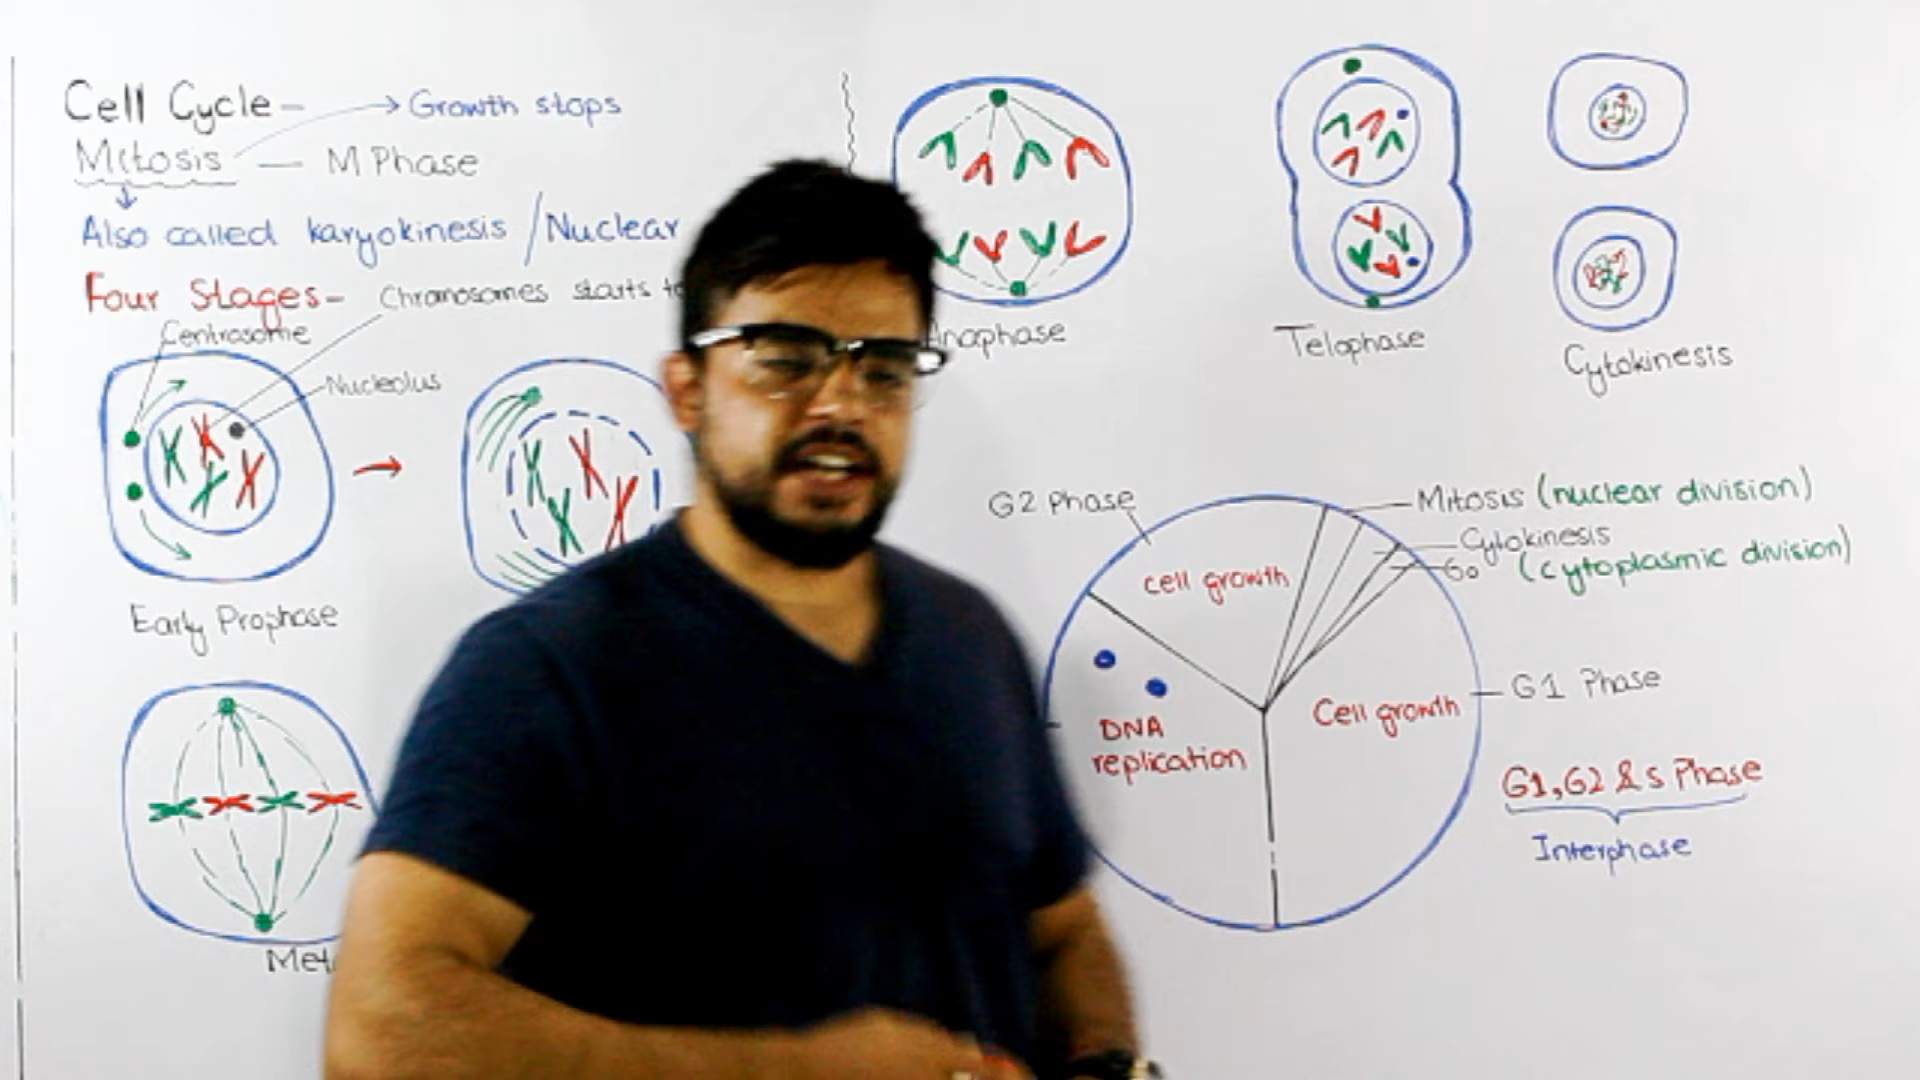 Cell Cycle -
→ Growth stops
Mitosis — M Phase
Also called karyokinesis / Nuclear
Four Stages-
Chromosomes starts
Centrosome
Nucleolus
Early Prophase
Anaphase
Telophase
Cytokinesis
G2 Phase
Mitosis (nuclear division)
Cytokinesis
(cytoplasmic division)
Go
cell growth
G1 Phase
Cell growth
DNA
replication
G1, G2 & S Phase
Interphase